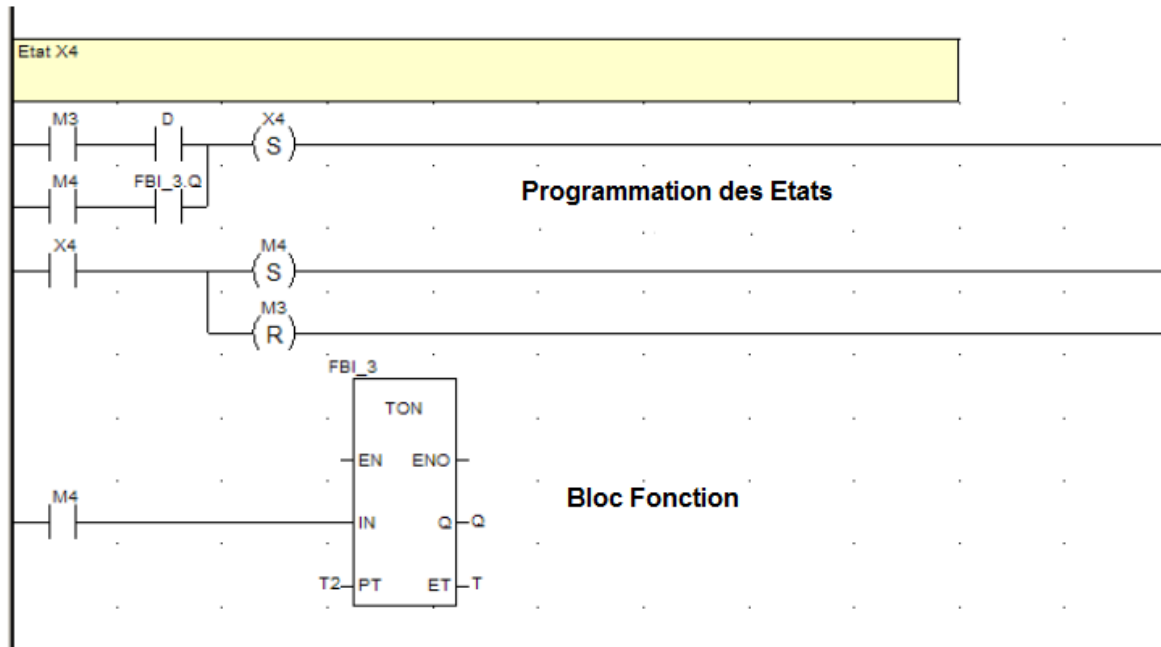 Etat X4
M3 D X4
S
M4 FBI_3.Q
Programmation des Etats
X4 M4
S
M3
R
FBI_3
TON
EN ENO
Bloc Fonction
M4
IN Q Q
T2 PT ET T